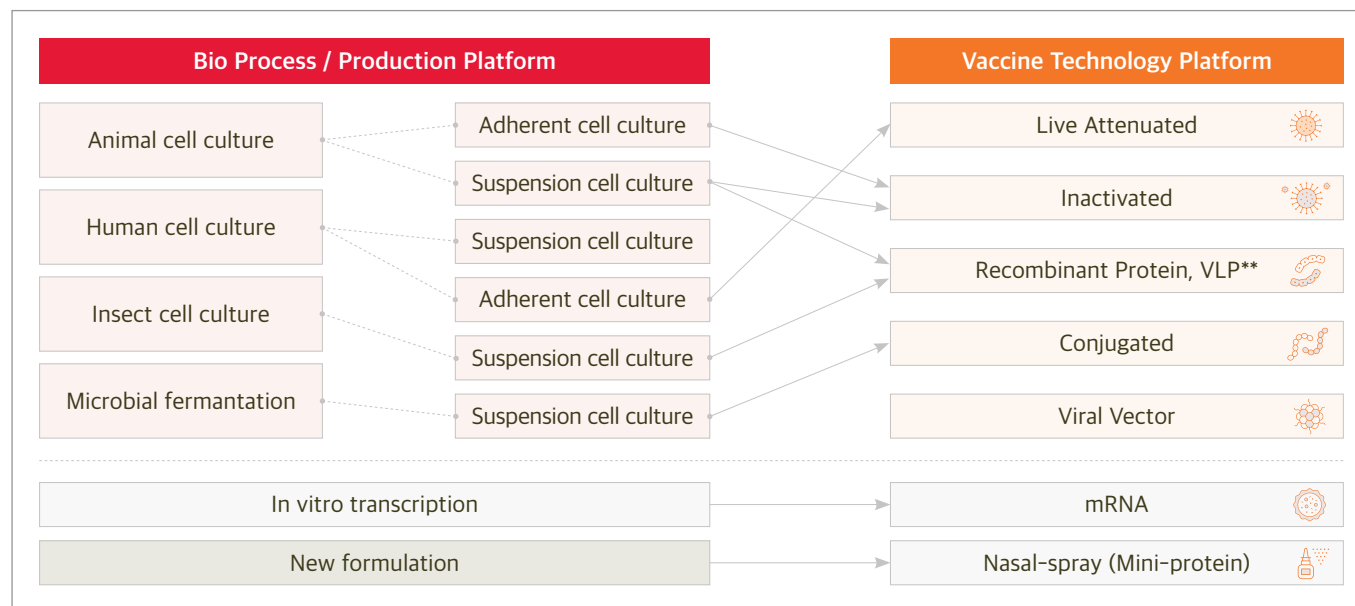 Bio Process / Production Platform
Vaccine Technology Platform
Animal cell culture
Human cell culture
Insect cell culture
Microbial fermantation
Adherent cell culture
Suspension cell culture
Suspension cell culture
Adherent cell culture
Suspension cell culture
Suspension cell culture
Live Attenuated
Inactivated
Recombinant Protein, VLP**
Conjugated
Viral Vector
In vitro transcription
mRNA
New formulation
Nasal-spray (Mini-protein)